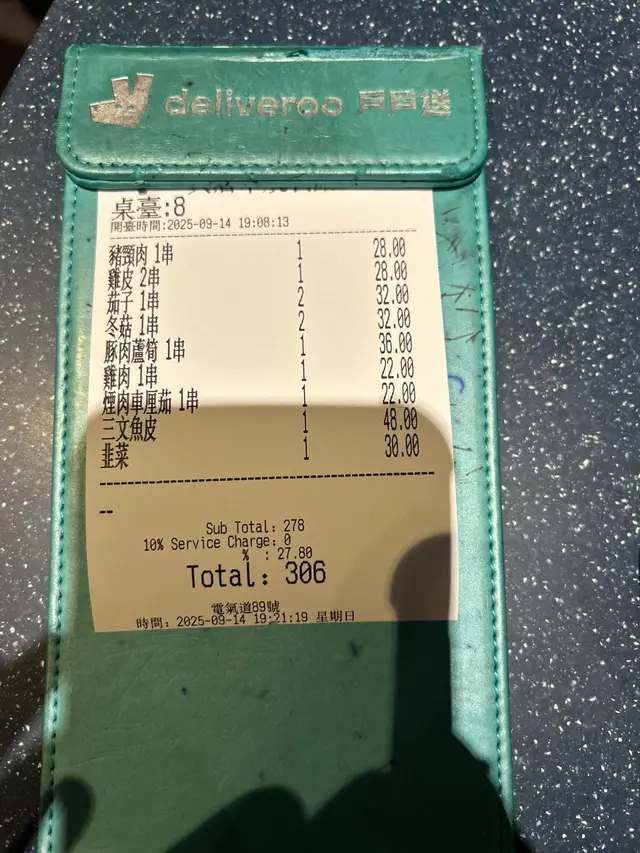 deliveroo 戶戶送
桌臺:8
開臺時間:2025-09-14 19:08:13
豬頸肉 1串 1 28.00
雞皮 2串 1 28.00
茄子 1串 2 32.00
冬菇 1串 2 32.00
豚肉蘆筍 1串 1 36.00
雞肉 1串 1 22.00
煙肉車厘茄 1串 1 22.00
三文魚皮 1 48.00
韭菜 1 30.00
--
Sub Total: 278
10% Service Charge: 0
% : 27.80
Total: 306
電氣道89號
時間: 2025-09-14 19:21:19 星期日